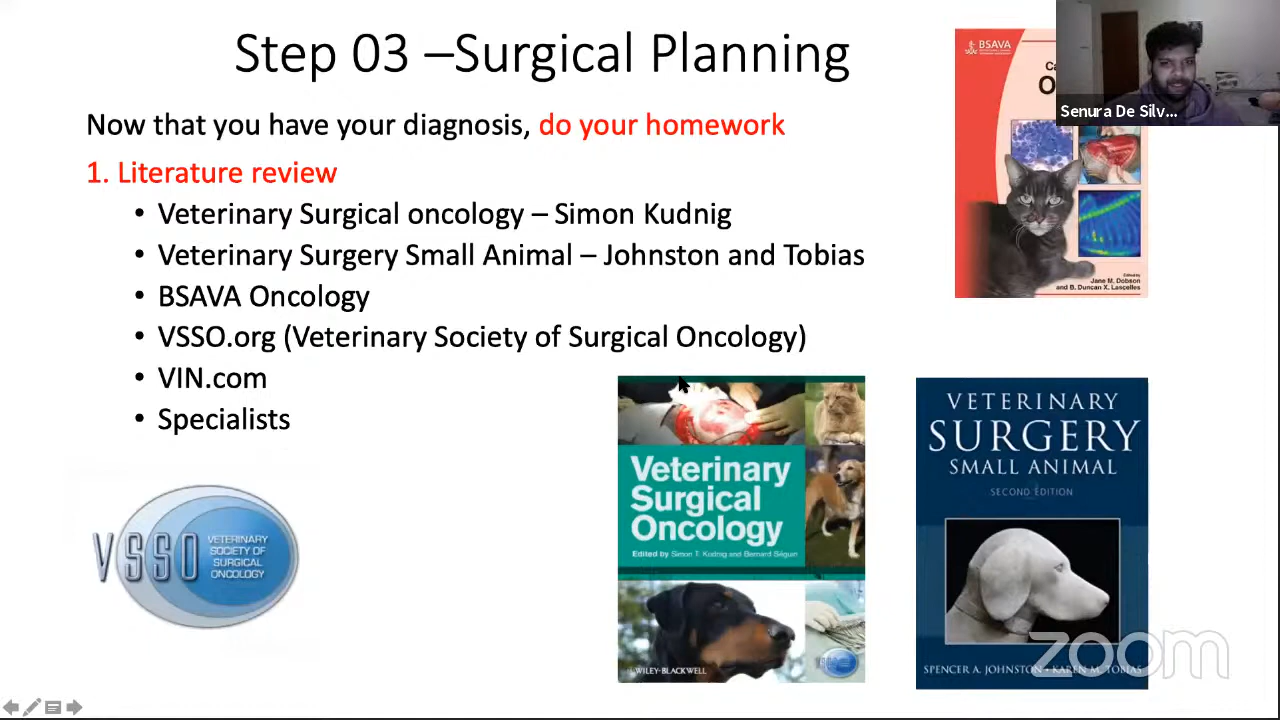 Step 03 –Surgical Planning
Now that you have your diagnosis, do your homework
1. Literature review
• Veterinary Surgical oncology – Simon Kudnig
• Veterinary Surgery Small Animal – Johnston and Tobias
• BSAVA Oncology
• VSSO.org (Veterinary Society of Surgical Oncology)
• VIN.com
• Specialists
BSAVA
Senura De Silv...
Edited by
Jane M. Dobson
and B. Duncan X. Lascelles
VSSO
VETERINARY
SOCIETY OF
SURGICAL
ONCOLOGY
Veterinary
Surgical
Oncology
Edited by Simon T. Kudnig and Bernard Séguin
WILEY-BLACKWELL
VETERINARY
SURGERY
SMALL ANIMAL
SECOND EDITION
SPENCER A. JOHNSTON • KAREN M. TOBIAS
zoom